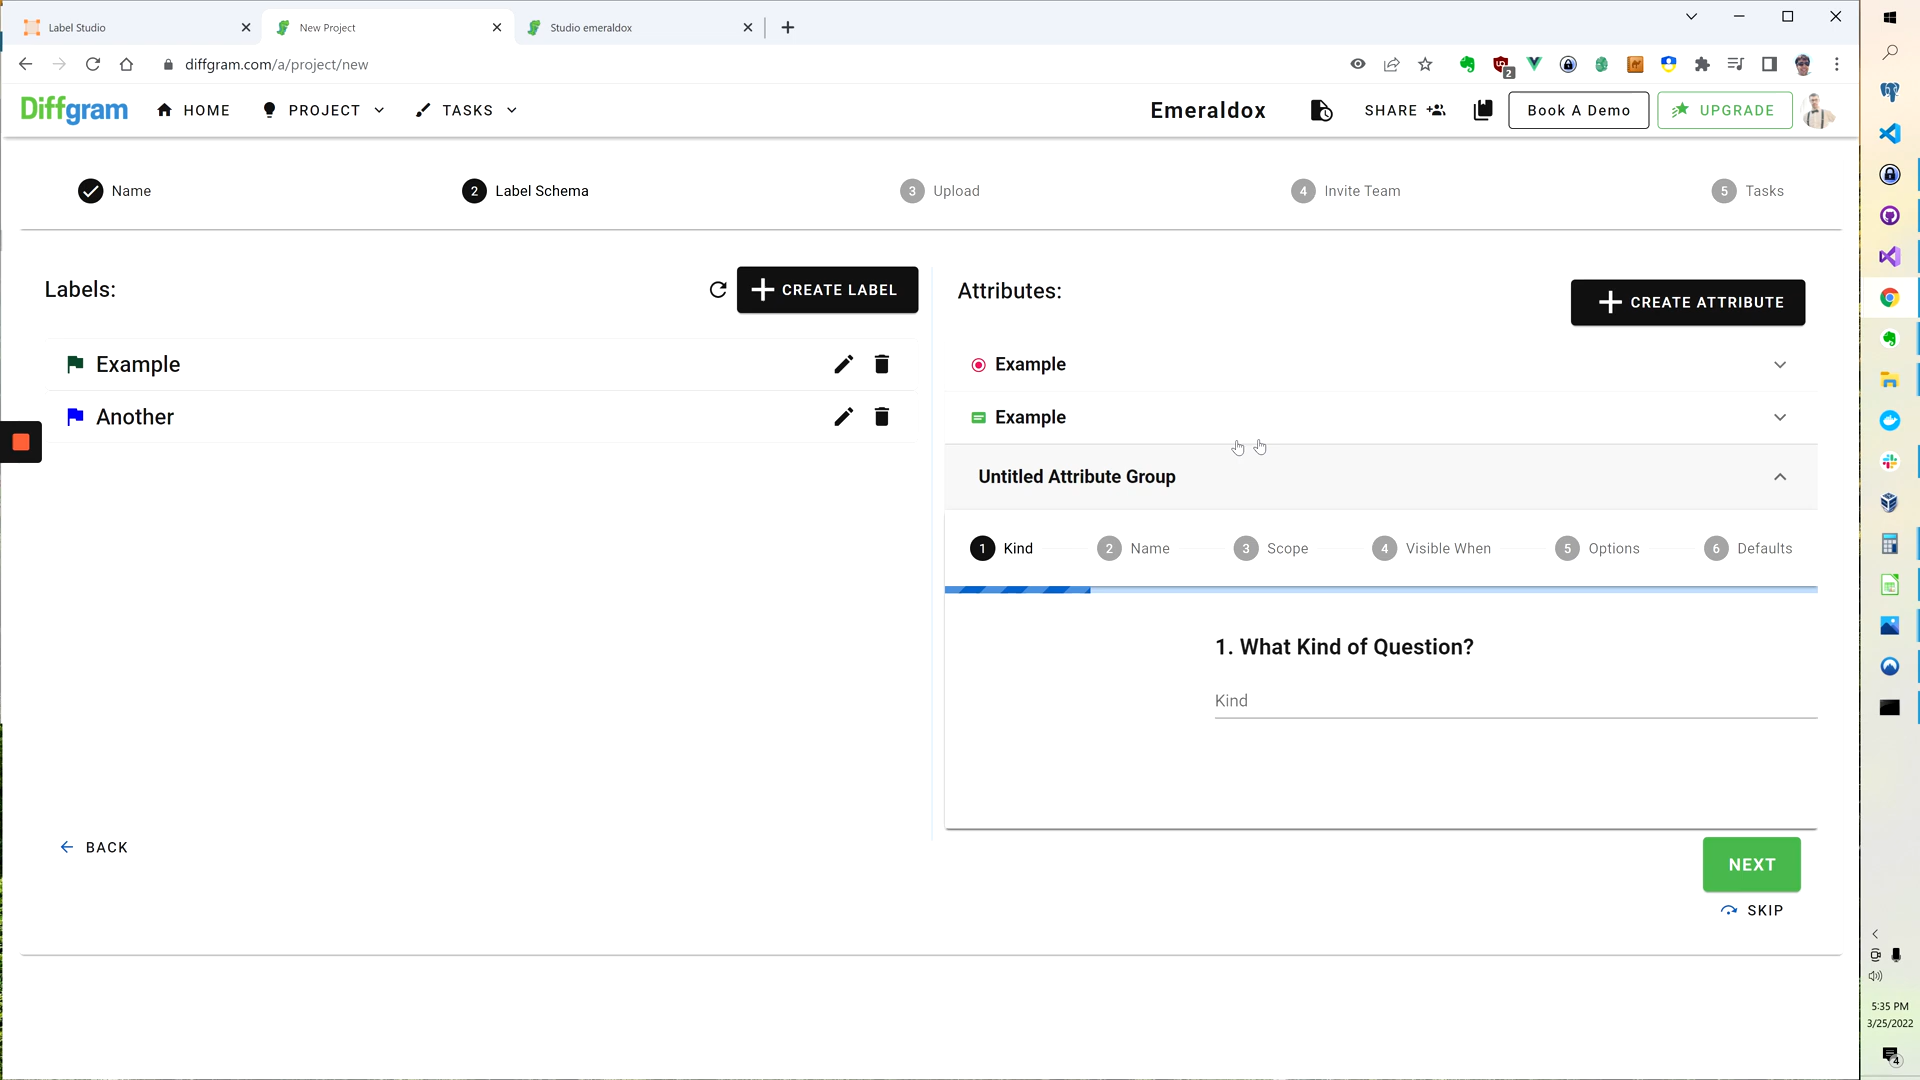 Label Studio
New Project
Studio emeraldox
diffgram.com/a/project/new
2
Diffgram
HOME
PROJECT
TASKS
Emeraldox
SHARE
Book A Demo
UPGRADE
Name
2 Label Schema
3 Upload
4 Invite Team
5 Tasks
Labels:
CREATE LABEL
Attributes:
CREATE ATTRIBUTE
Example
Another
Example
Example
Untitled Attribute Group
1 Kind
2 Name
3 Scope
4 Visible When
5 Options
6 Defaults
1. What Kind of Question?
Kind
BACK
NEXT
SKIP
5:35 PM
3/25/2022
4